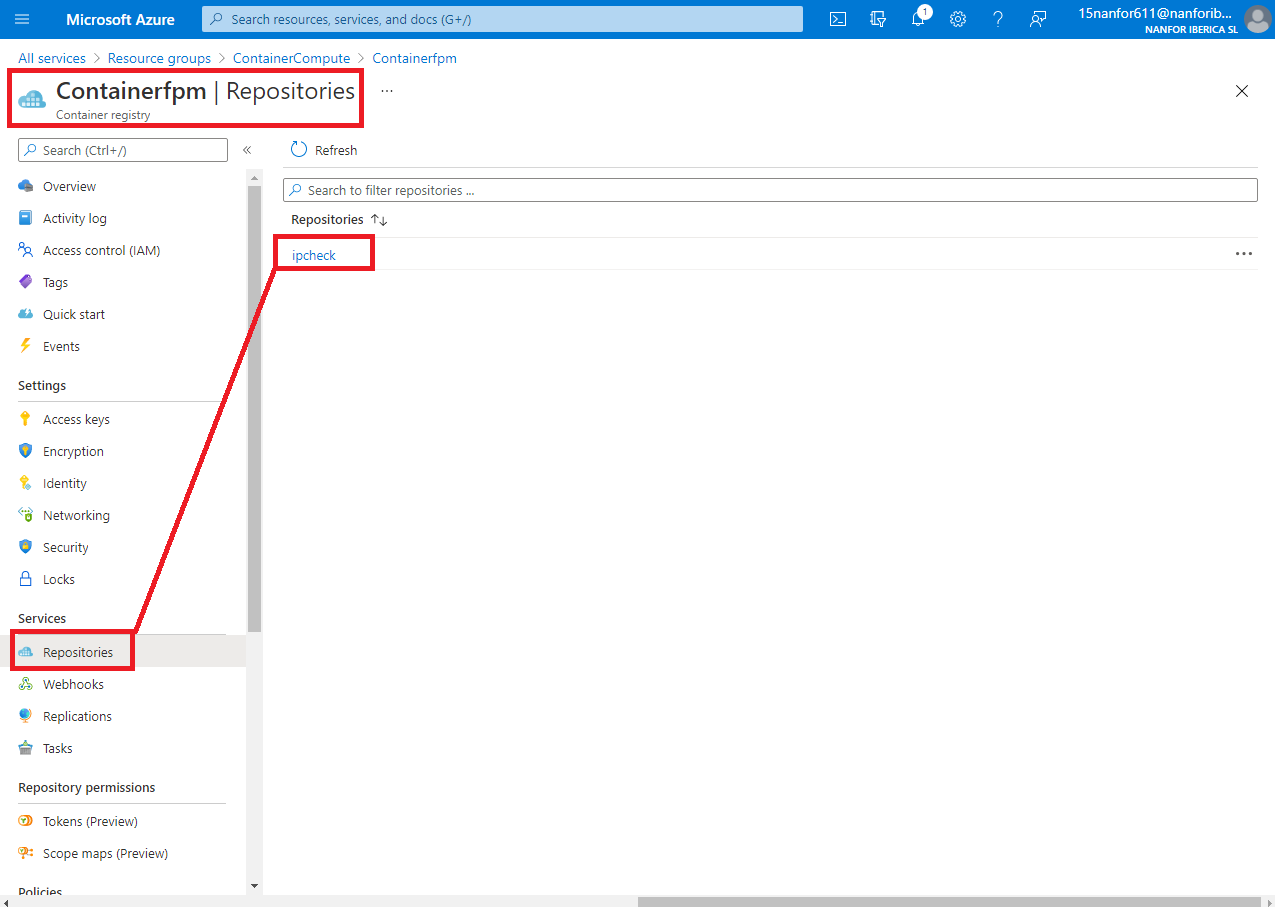 Microsoft Azure
Search resources, services, and docs (G+/)
1
15nanfor611@nanforib...
NANFOR IBERICA SL
All services > Resource groups > ContainerCompute > Containerfpm
Containerfpm | Repositories ...
Container registry
Search (Ctrl+/)
«
Refresh
Search to filter repositories ...
Repositories ↑↓
ipcheck
Overview
Activity log
Access control (IAM)
Tags
Quick start
Events
Settings
Access keys
Encryption
Identity
Networking
Security
Locks
Services
Repositories
Webhooks
Replications
Tasks
Repository permissions
Tokens (Preview)
Scope maps (Preview)
Policies